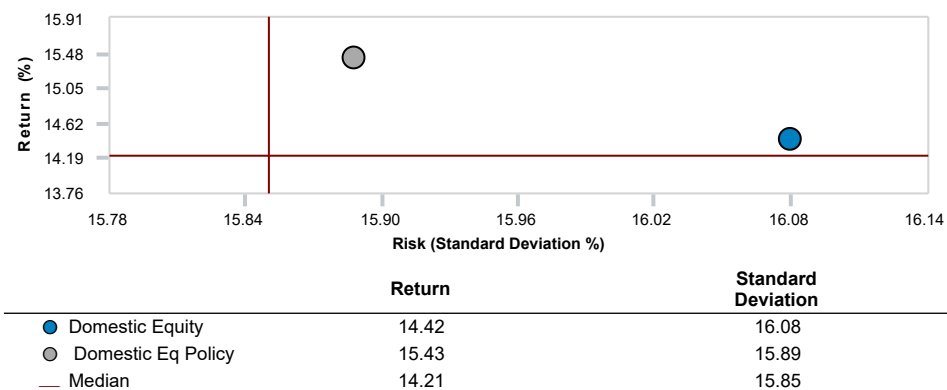 15.91
15.48
15.05
14.62
14.19
13.76
Return (%)
15.78 15.84 15.90 15.96 16.02 16.08 16.14
Risk (Standard Deviation %)
Return Standard
Deviation
Domestic Equity 14.42 16.08
Domestic Eq Policy 15.43 15.89
Median 14.21 15.85